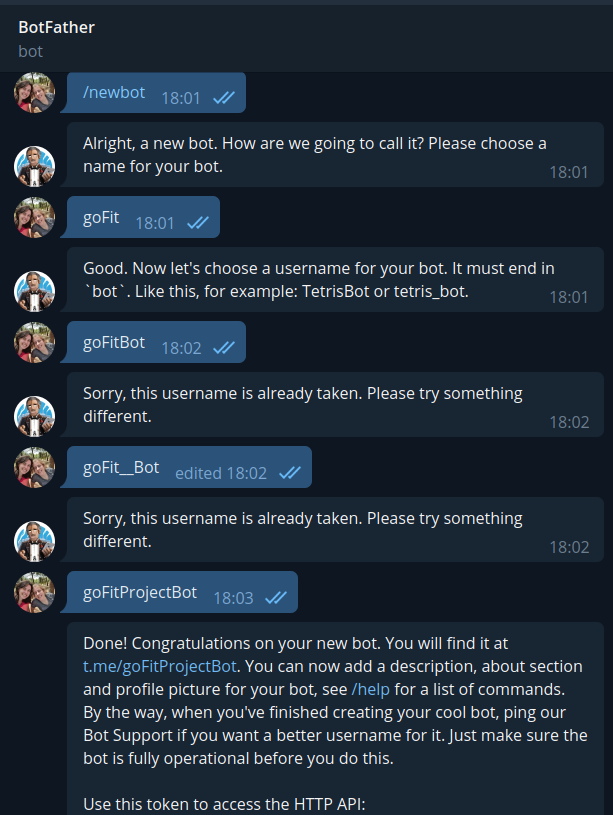 BotFather
bot
/newbot 18:01
Alright, a new bot. How are we going to call it? Please choose a
name for your bot.
18:01
goFit 18:01
Good. Now let's choose a username for your bot. It must end in
`bot`. Like this, for example: TetrisBot or tetris_bot.
18:01
goFitBot 18:02
Sorry, this username is already taken. Please try something
different.
18:02
goFit__Bot edited 18:02
Sorry, this username is already taken. Please try something
different.
18:02
goFitProjectBot 18:03
Done! Congratulations on your new bot. You will find it at
t.me/goFitProjectBot. You can now add a description, about section
and profile picture for your bot, see /help for a list of commands.
By the way, when you've finished creating your cool bot, ping our
Bot Support if you want a better username for it. Just make sure the
bot is fully operational before you do this.
Use this token to access the HTTP API: